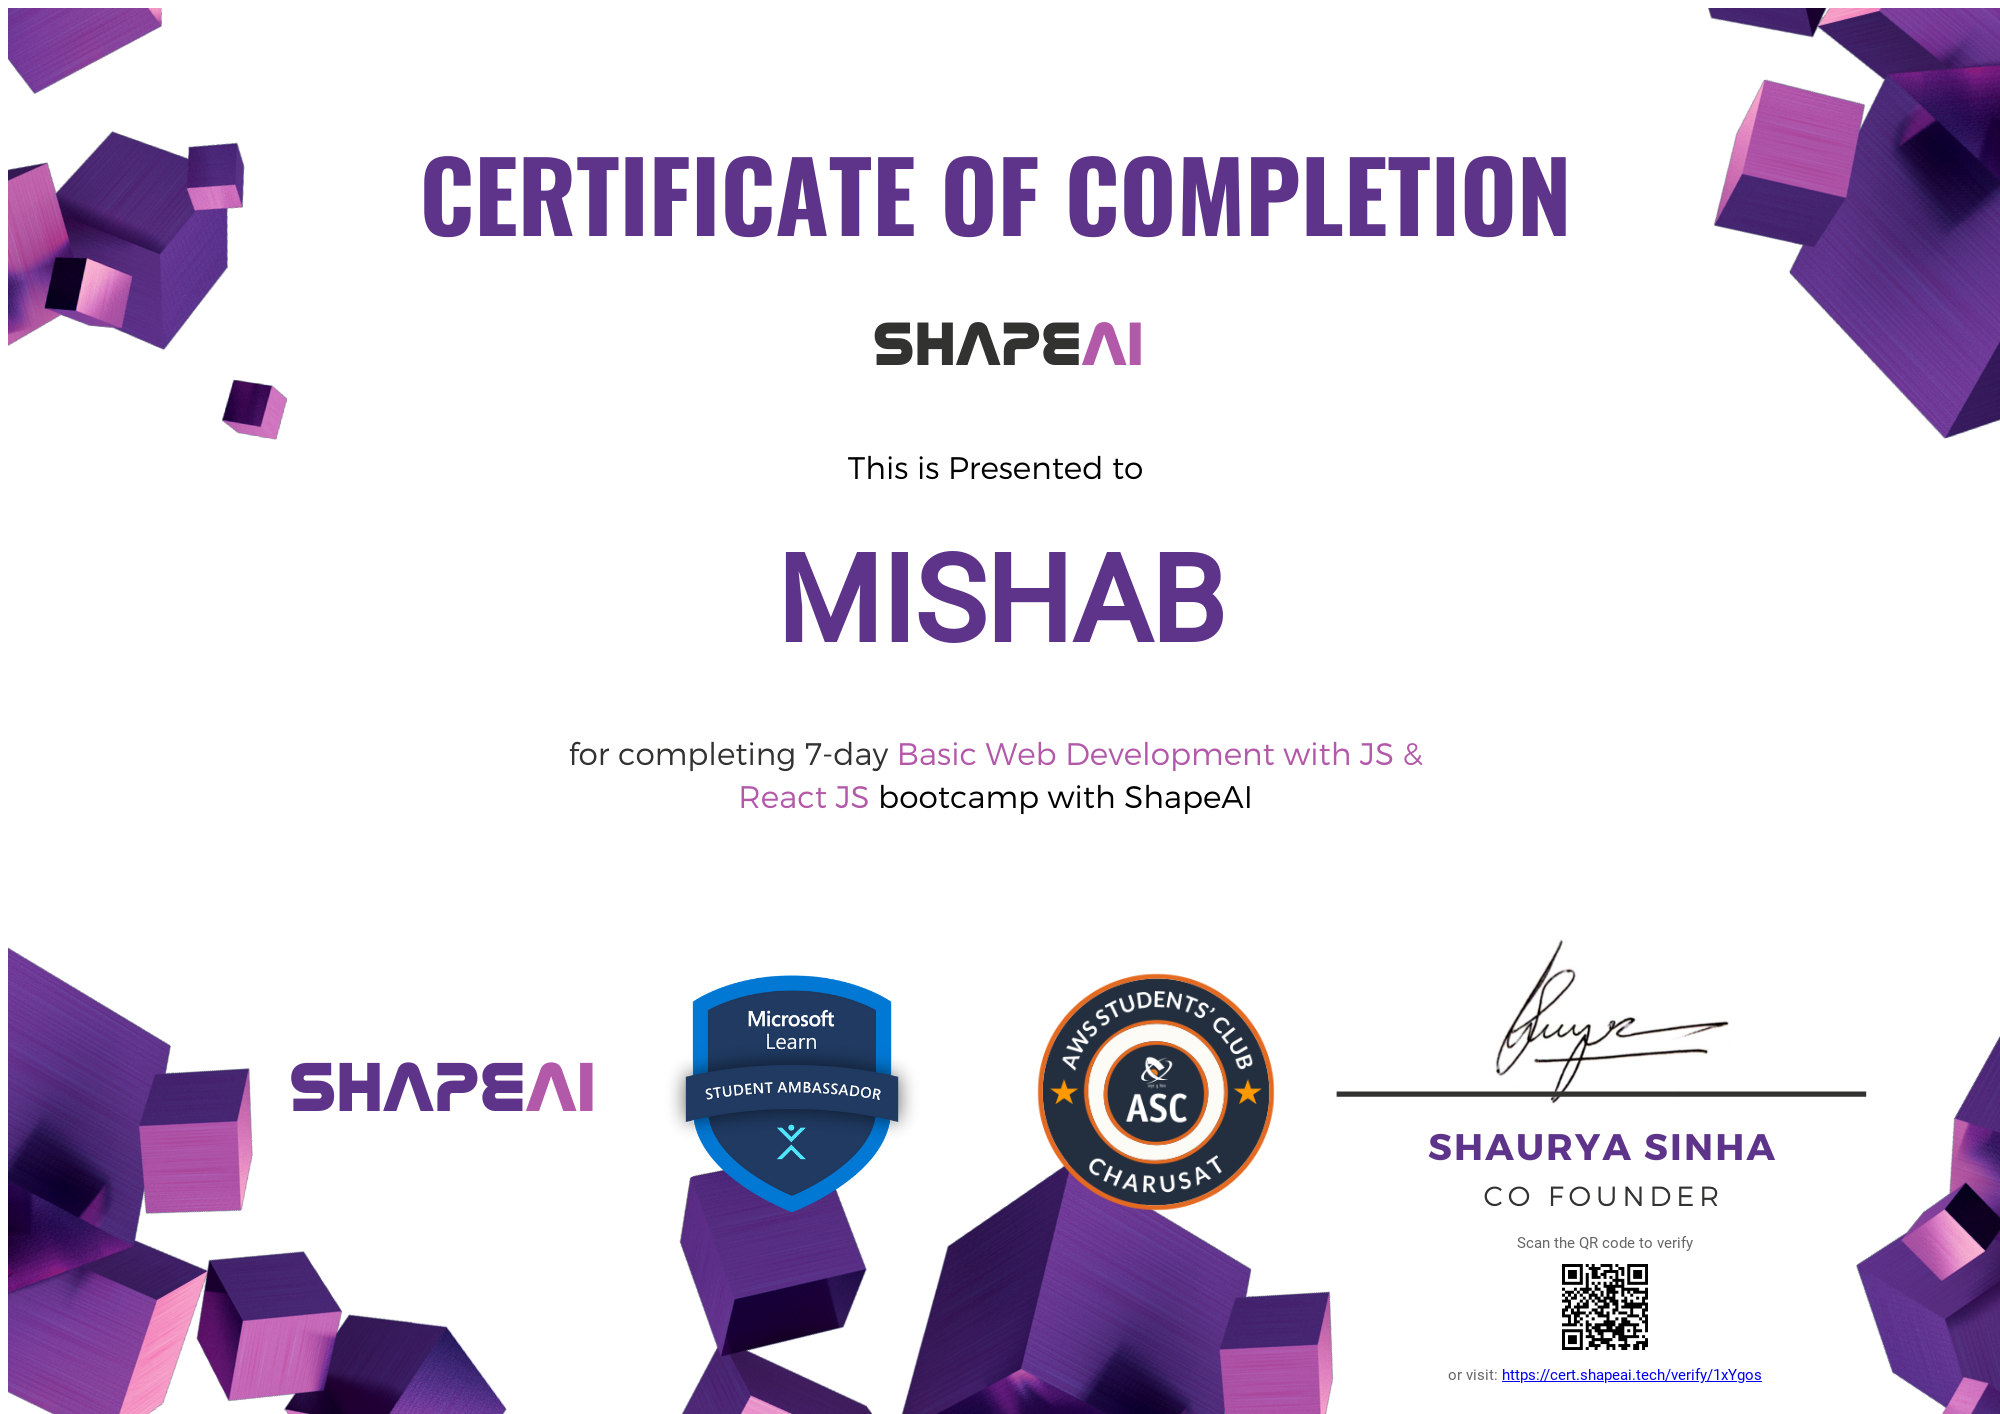 CERTIFICATE OF COMPLETION
SHAPEAI
This is Presented to
MISHAB
for completing 7-day Basic Web Development with JS &
React JS bootcamp with ShapeAI
SHAPEAI
Microsoft
Learn
STUDENT AMBASSADOR
AWS STUDENTS' CLUB
ASC
CHARUSAT
SHAURYA SINHA
CO FOUNDER
Scan the QR code to verify
or visit: https://cert.shapeai.tech/verify/1xYgos